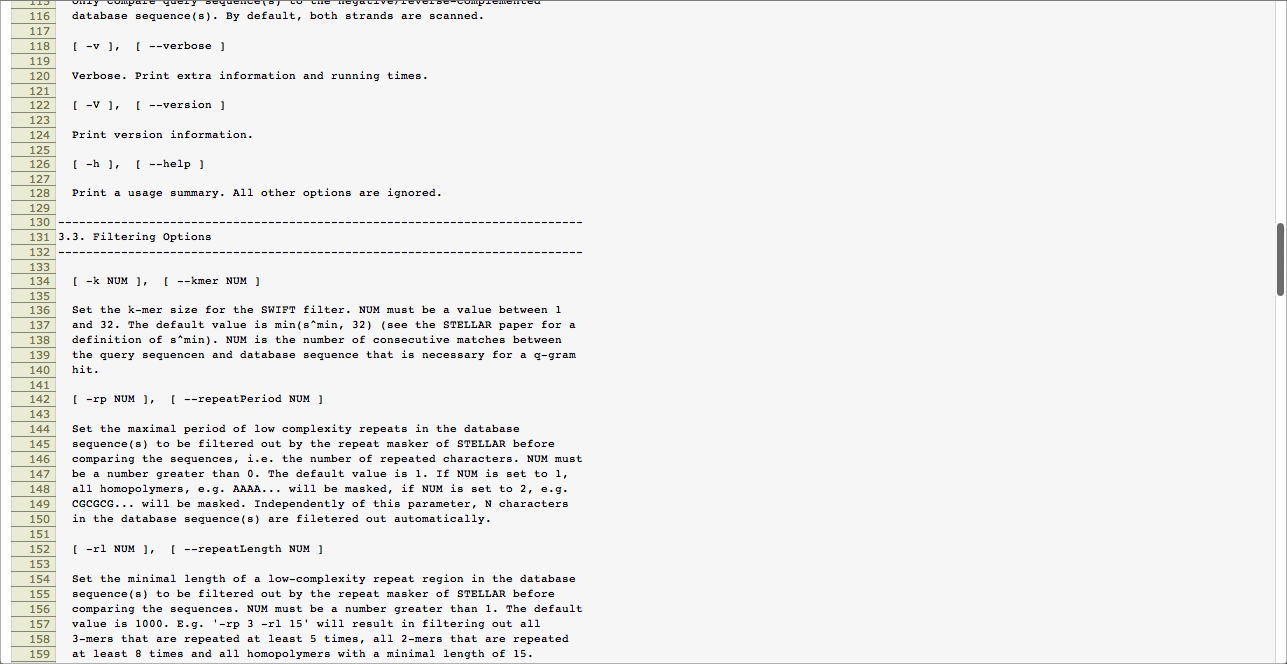 115 only compare query sequence(s) to the negative/reverse-complemented
116 database sequence(s). By default, both strands are scanned.
117
118 [ -v ], [ --verbose ]
119
120 Verbose. Print extra information and running times.
121
122 [ -V ], [ --version ]
123
124 Print version information.
125
126 [ -h ], [ --help ]
127
128 Print a usage summary. All other options are ignored.
129
130 ---------------------------------------------------------------------------
131 3.3. Filtering Options
132 ---------------------------------------------------------------------------
133
134 [ -k NUM ], [ --kmer NUM ]
135
136 Set the k-mer size for the SWIFT filter. NUM must be a value between 1
137 and 32. The default value is min(s^min, 32) (see the STELLAR paper for a
138 definition of s^min). NUM is the number of consecutive matches between
139 the query sequencen and database sequence that is necessary for a q-gram
140 hit.
141
142 [ -rp NUM ], [ --repeatPeriod NUM ]
143
144 Set the maximal period of low complexity repeats in the database
145 sequence(s) to be filtered out by the repeat masker of STELLAR before
146 comparing the sequences, i.e. the number of repeated characters. NUM must
147 be a number greater than 0. The default value is 1. If NUM is set to 1,
148 all homopolymers, e.g. AAAA... will be masked, if NUM is set to 2, e.g.
149 CGCGCG... will be masked. Independently of this parameter, N characters
150 in the database sequence(s) are filetered out automatically.
151
152 [ -rl NUM ], [ --repeatLength NUM ]
153
154 Set the minimal length of a low-complexity repeat region in the database
155 sequence(s) to be filtered out by the repeat masker of STELLAR before
156 comparing the sequences. NUM must be a number greater than 1. The default
157 value is 1000. E.g. '-rp 3 -rl 15' will result in filtering out all
158 3-mers that are repeated at least 5 times, all 2-mers that are repeated
159 at least 8 times and all homopolymers with a minimal length of 15.